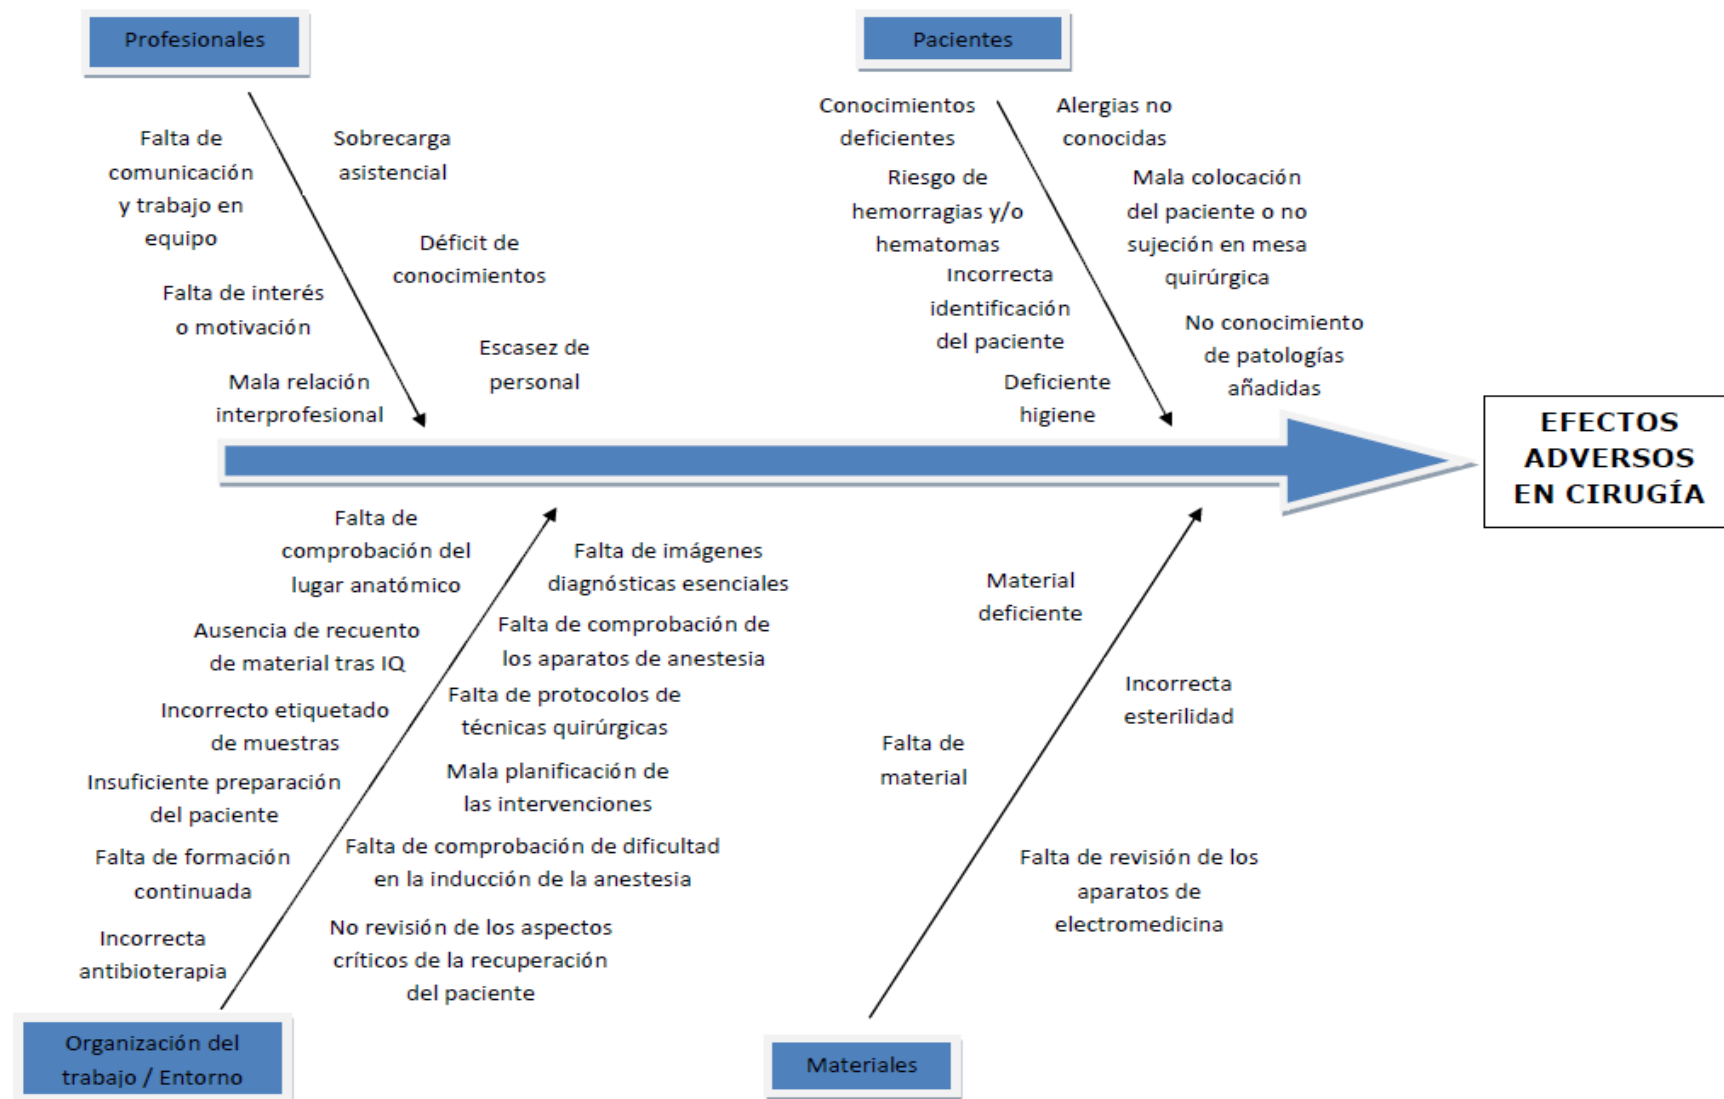 Profesionales
Pacientes
Falta de
comunicación
y trabajo en
equipo
Sobrecarga
asistencial
Déficit de
conocimientos
Falta de interés
o motivación
Escasez de
personal
Mala relación
interprofesional
Conocimientos
deficientes
Alergias no
conocidas
Riesgo de
hemorragias y/o
hematomas
Mala colocación
del paciente o no
sujeción en mesa
quirúrgica
Incorrecta
identificación
del paciente
No conocimiento
de patologías
añadidas
Deficiente
higiene
EFECTOS
ADVERSOS
EN CIRUGÍA
Falta de
comprobación del
lugar anatómico
Falta de imágenes
diagnósticas esenciales
Ausencia de recuento
de material tras IQ
Falta de comprobación de
los aparatos de anestesia
Incorrecto etiquetado
de muestras
Falta de protocolos de
técnicas quirúrgicas
Insuficiente preparación
del paciente
Mala planificación de
las intervenciones
Falta de formación
continuada
Falta de comprobación de dificultad
en la inducción de la anestesia
Incorrecta
antibioterapia
No revisión de los aspectos
críticos de la recuperación
del paciente
Material
deficiente
Incorrecta
esterilidad
Falta de
material
Falta de revisión de los
aparatos de
electromedicina
Organización del
trabajo / Entorno
Materiales